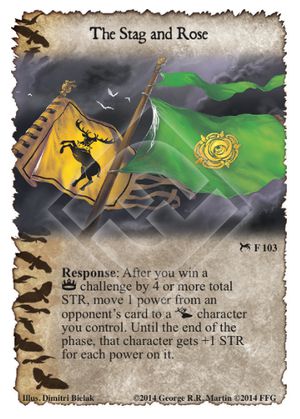 The Stag and Rose
F 103
Response: After you win a
challenge by 4 or more total
STR, move 1 power from an
opponent's card to a character
you control. Until the end of the
phase, that character gets +1 STR
for each power on it.
Illus. Dimitri Bielak ©2014 George R.R. Martin ©2014 FFG